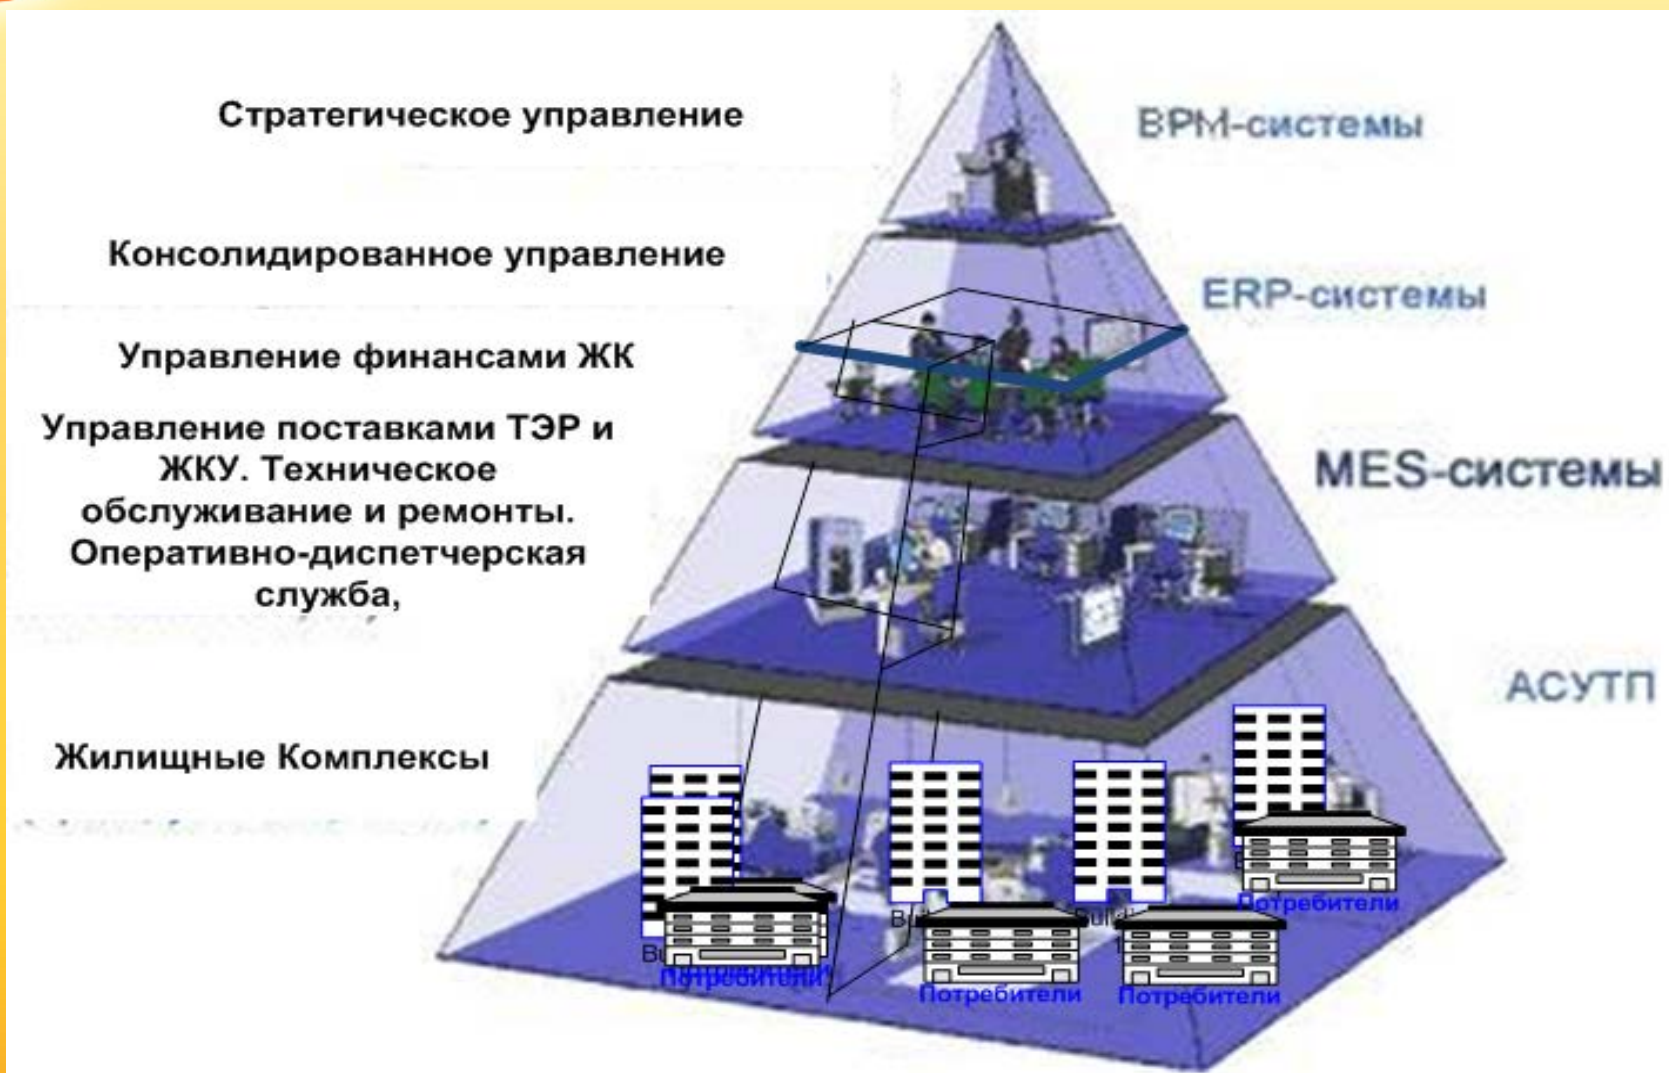 Стратегическое управление
BPM-системы
Консолидированное управление
ERP-системы
Управление финансами ЖК
Управление поставками ТЭР и
ЖКУ. Техническое
обслуживание и ремонты.
Оперативно-диспетчерская
служба,
MES-системы
АСУТП
Жилищные Комплексы
Потребители
Потребители
Потребители
Потребители